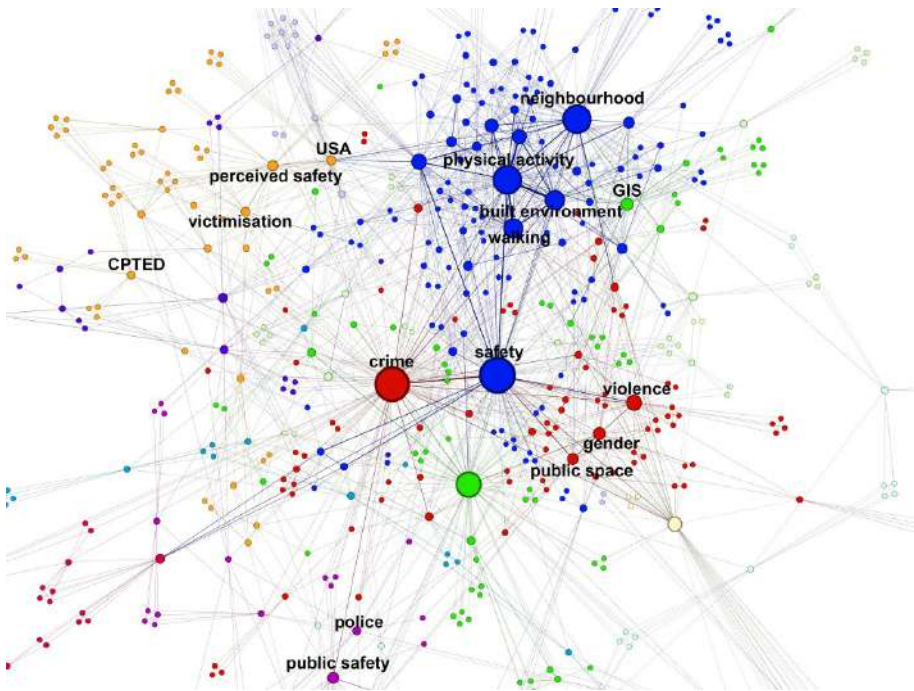 neighbourhood
USA
physical activity
perceived safety
GIS
built environment
victimisation
walking
CPTED
safety
crime
violence
gender
public space
police
public safety